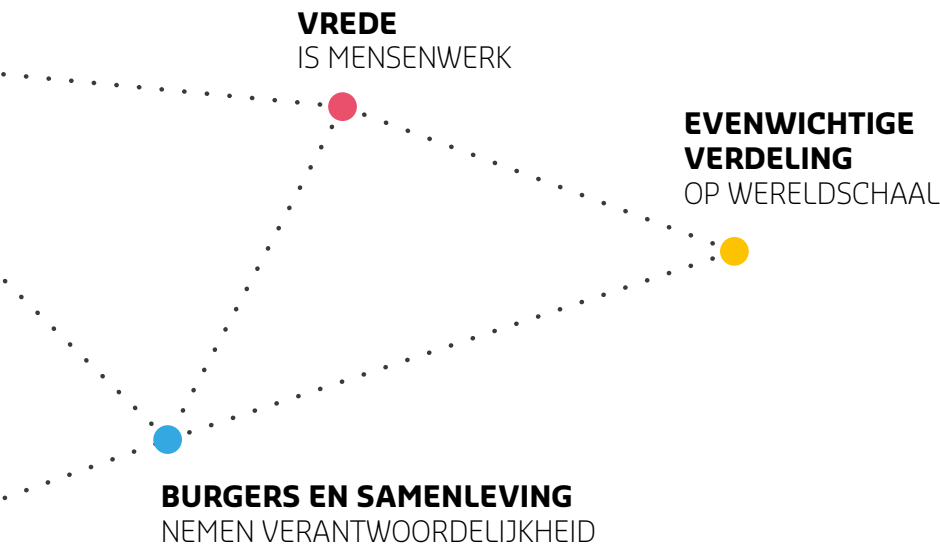 VREDE
IS MENSENWERK
EVENWICHTIGE
VERDELING
OP WERELDSCHAAL
BURGERS EN SAMENLEVING
NEMEN VERANTWOORDELIJKHEID